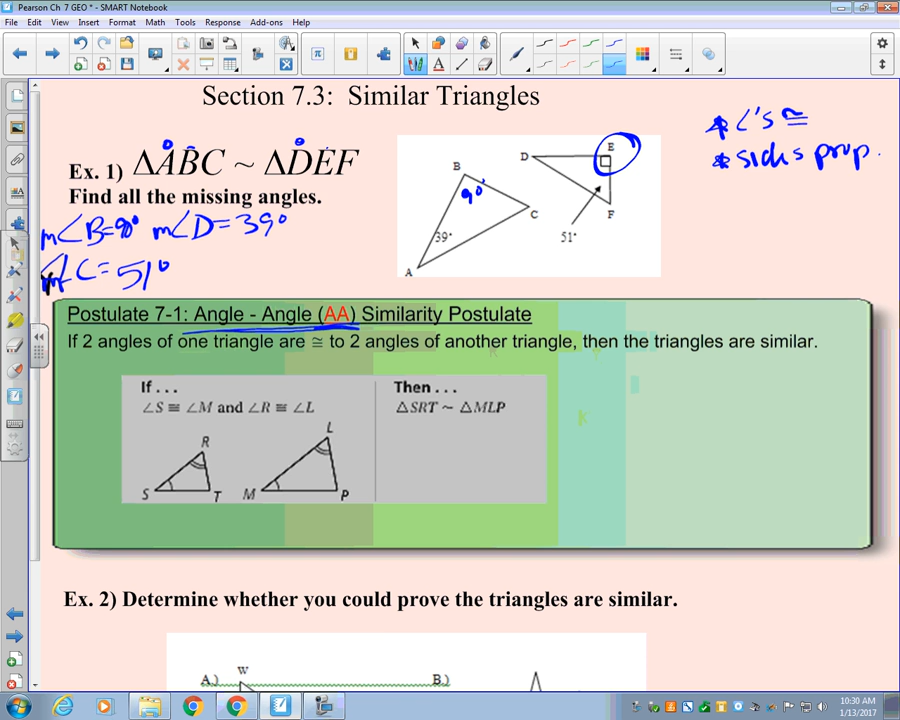 Pearson Ch 7 GEO * - SMART Notebook
File Edit View Insert Format Math Tools Response Add-ons Help
Section 7.3: Similar Triangles
* ∠'s ≅
* sides prop.
Ex. 1) ΔABC ~ ΔDEF
Find all the missing angles.
m∠B=90° m∠D=39°
m∠C=51°
B
90°
C
39°
A
D
E
F
51°
Postulate 7-1: Angle - Angle (AA) Similarity Postulate
If 2 angles of one triangle are ≅ to 2 angles of another triangle, then the triangles are similar.
If . . .
∠S ≅ ∠M and ∠R ≅ ∠L
R
S
T
L
M
P
Then . . .
△SRT ~ △MLP
Ex. 2) Determine whether you could prove the triangles are similar.
A.) W
B.)
10:30 AM
1/13/2017